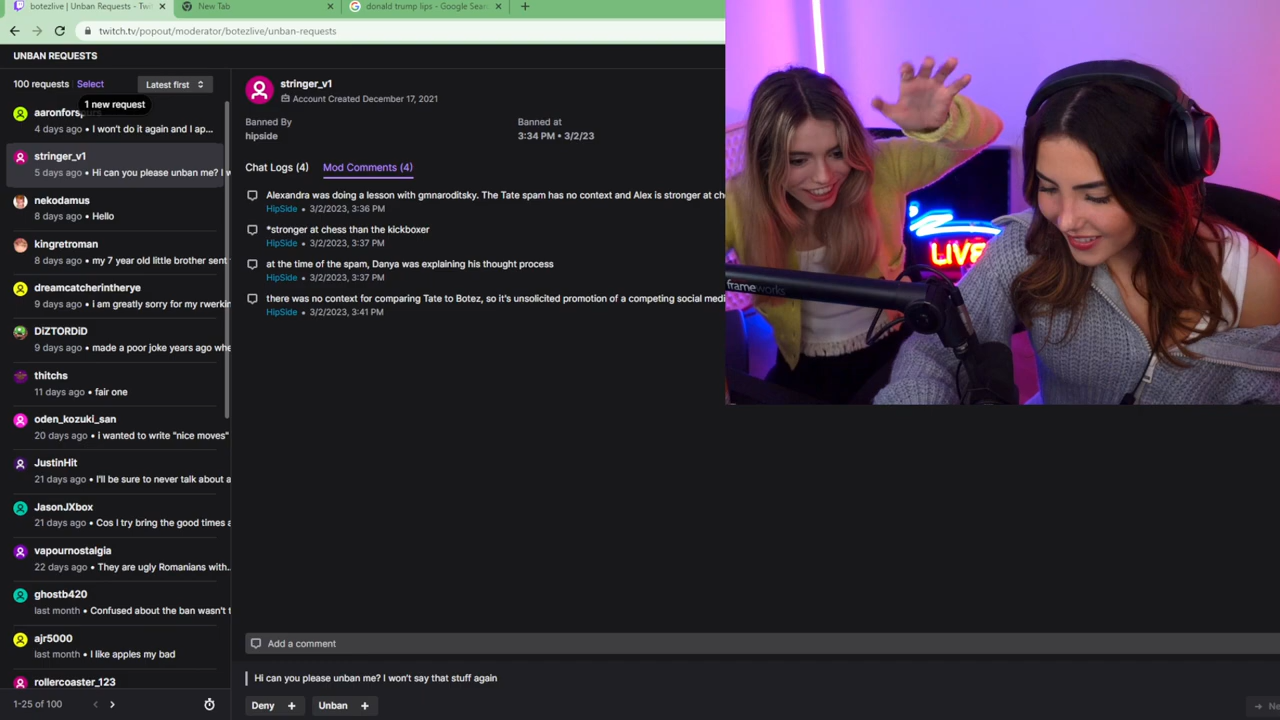 botezlive | Unban Requests - Twi
New Tab
donald trump lips - Google Sear
twitch.tv/popout/moderator/botezlive/unban-requests
UNBAN REQUESTS
100 requests Select Latest first
1 new request
4 days ago • I won't do it again and I ap...
stringer_v1
5 days ago • Hi can you please unban me? I w
nekodamus
8 days ago • Hello
kingretroman
8 days ago • my 7 year old little brother sent
dreamcatcherintherye
9 days ago • i am greatly sorry for my rwerkin
DiZTORDiD
9 days ago • made a poor joke years ago whe
thitchs
11 days ago • fair one
oden_kozuki_san
20 days ago • i wanted to write "nice moves"
JustinHit
21 days ago • I'll be sure to never talk about a
JasonJXbox
21 days ago • Cos I try bring the good times a
vapournostalgia
22 days ago • They are ugly Romanians with...
ghostb420
last month • Confused about the ban wasn't t
ajr5000
last month • I like apples my bad
rollercoaster_123
1-25 of 100
stringer_v1
Account Created December 17, 2021
Banned By
hipside
Banned at
3:34 PM • 3/2/23
Chat Logs (4) Mod Comments (4)
Alexandra was doing a lesson with gmnaroditsky. The Tate spam has no context and Alex is stronger at che
HipSide • 3/2/2023, 3:36 PM
*stronger at chess than the kickboxer
HipSide • 3/2/2023, 3:37 PM
at the time of the spam, Danya was explaining his thought process
HipSide • 3/2/2023, 3:37 PM
there was no context for comparing Tate to Botez, so it's unsolicited promotion of a competing social medi
HipSide • 3/2/2023, 3:41 PM
Add a comment
Hi can you please unban me? I won't say that stuff again
Deny + Unban +
Ne
frameworks
LIVE